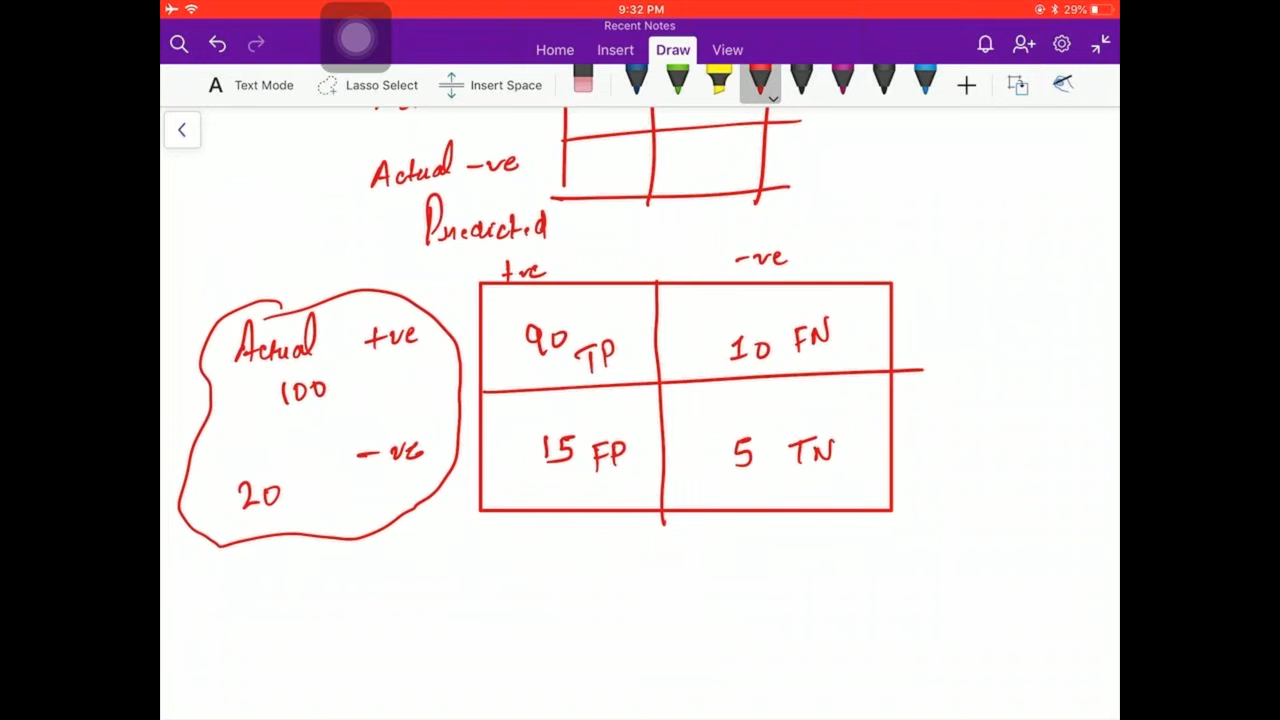 9:32 PM
29%
Recent Notes
Home Insert Draw View
A Text Mode Lasso Select Insert Space
Actual -ve
Predicted
+ve -ve
Actual +ve 90 TP 10 FN
100
-ve 15 FP 5 TN
20